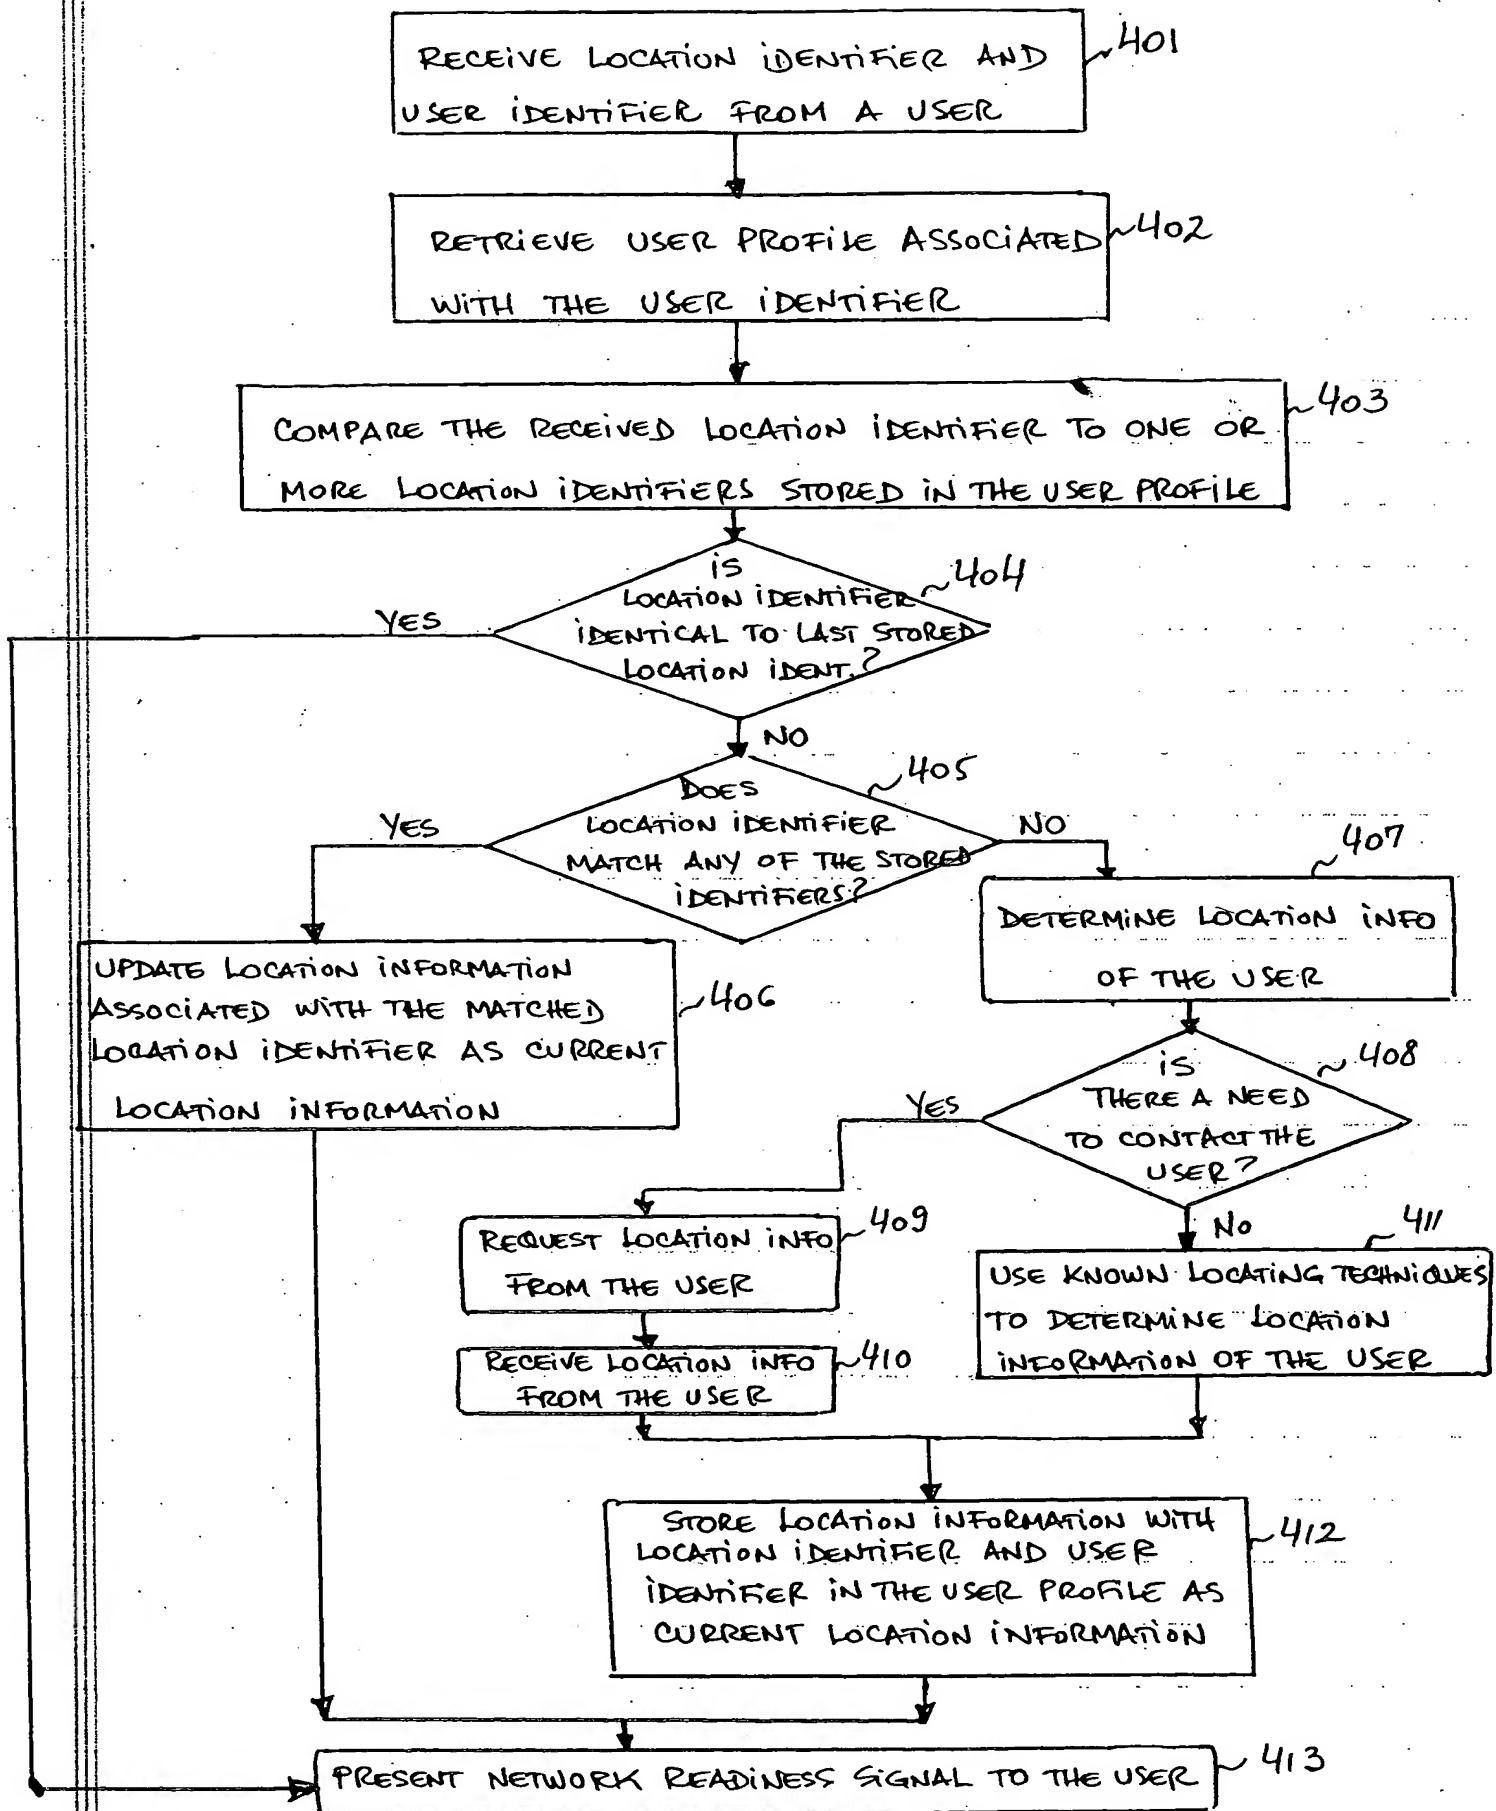 RECEIVE LOCATION IDENTIFIER AND
USER IDENTIFIER FROM A USER
401
RETRIEVE USER PROFILE ASSOCIATED
WITH THE USER IDENTIFIER
402
COMPARE THE RECEIVED LOCATION IDENTIFIER TO ONE OR
MORE LOCATION IDENTIFIERS STORED IN THE USER PROFILE
403
IS
LOCATION IDENTIFIER
IDENTICAL TO LAST STORED
LOCATION IDENT.?
404
YES
NO
DOES
LOCATION IDENTIFIER
MATCH ANY OF THE STORED
IDENTIFIERS?
405
YES
NO
UPDATE LOCATION INFORMATION
ASSOCIATED WITH THE MATCHED
LOCATION IDENTIFIER AS CURRENT
LOCATION INFORMATION
406
DETERMINE LOCATION INFO
OF THE USER
407
IS
THERE A NEED
TO CONTACT THE
USER?
408
YES
NO
REQUEST LOCATION INFO
FROM THE USER
409
RECEIVE LOCATION INFO
FROM THE USER
410
USE KNOWN LOCATING TECHNIQUES
TO DETERMINE LOCATION
INFORMATION OF THE USER
411
STORE LOCATION INFORMATION WITH
LOCATION IDENTIFIER AND USER
IDENTIFIER IN THE USER PROFILE AS
CURRENT LOCATION INFORMATION
412
PRESENT NETWORK READINESS SIGNAL TO THE USER
413